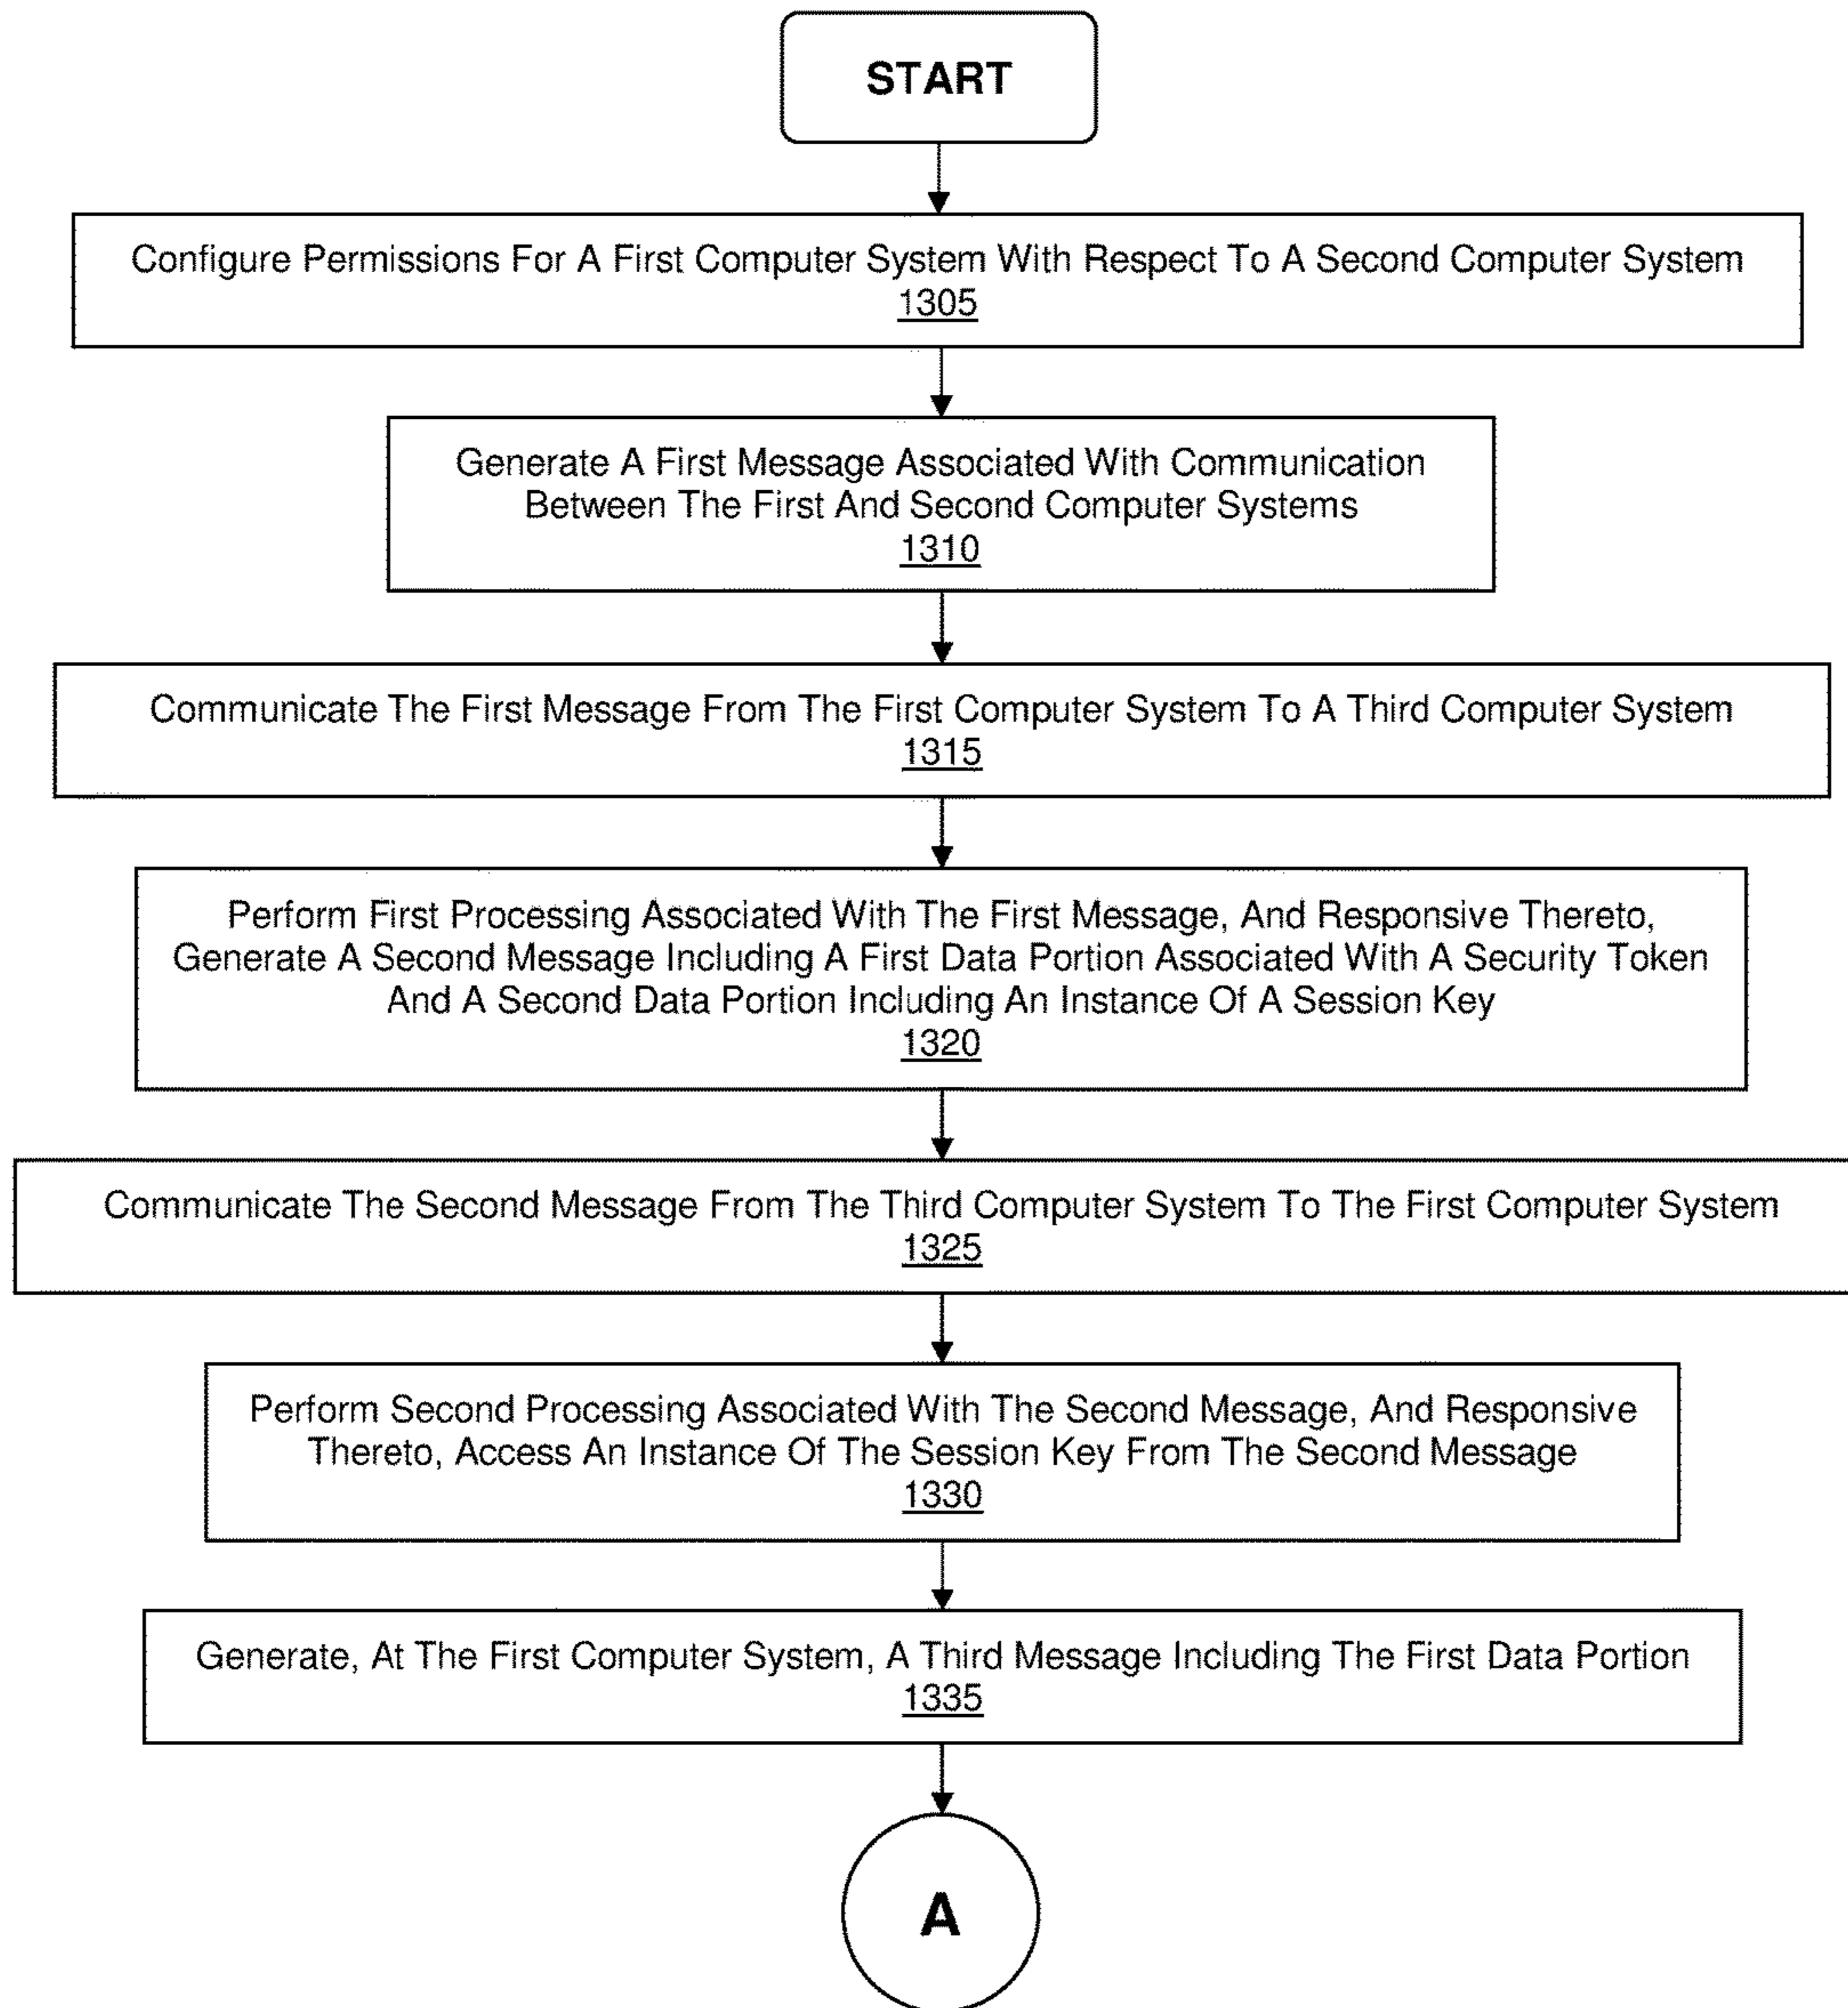 START
Configure Permissions For A First Computer System With Respect To A Second Computer System
1305
Generate A First Message Associated With Communication
Between The First And Second Computer Systems
1310
Communicate The First Message From The First Computer System To A Third Computer System
1315
Perform First Processing Associated With The First Message, And Responsive Thereto,
Generate A Second Message Including A First Data Portion Associated With A Security Token
And A Second Data Portion Including An Instance Of A Session Key
1320
Communicate The Second Message From The Third Computer System To The First Computer System
1325
Perform Second Processing Associated With The Second Message, And Responsive
Thereto, Access An Instance Of The Session Key From The Second Message
1330
Generate, At The First Computer System, A Third Message Including The First Data Portion
1335
A